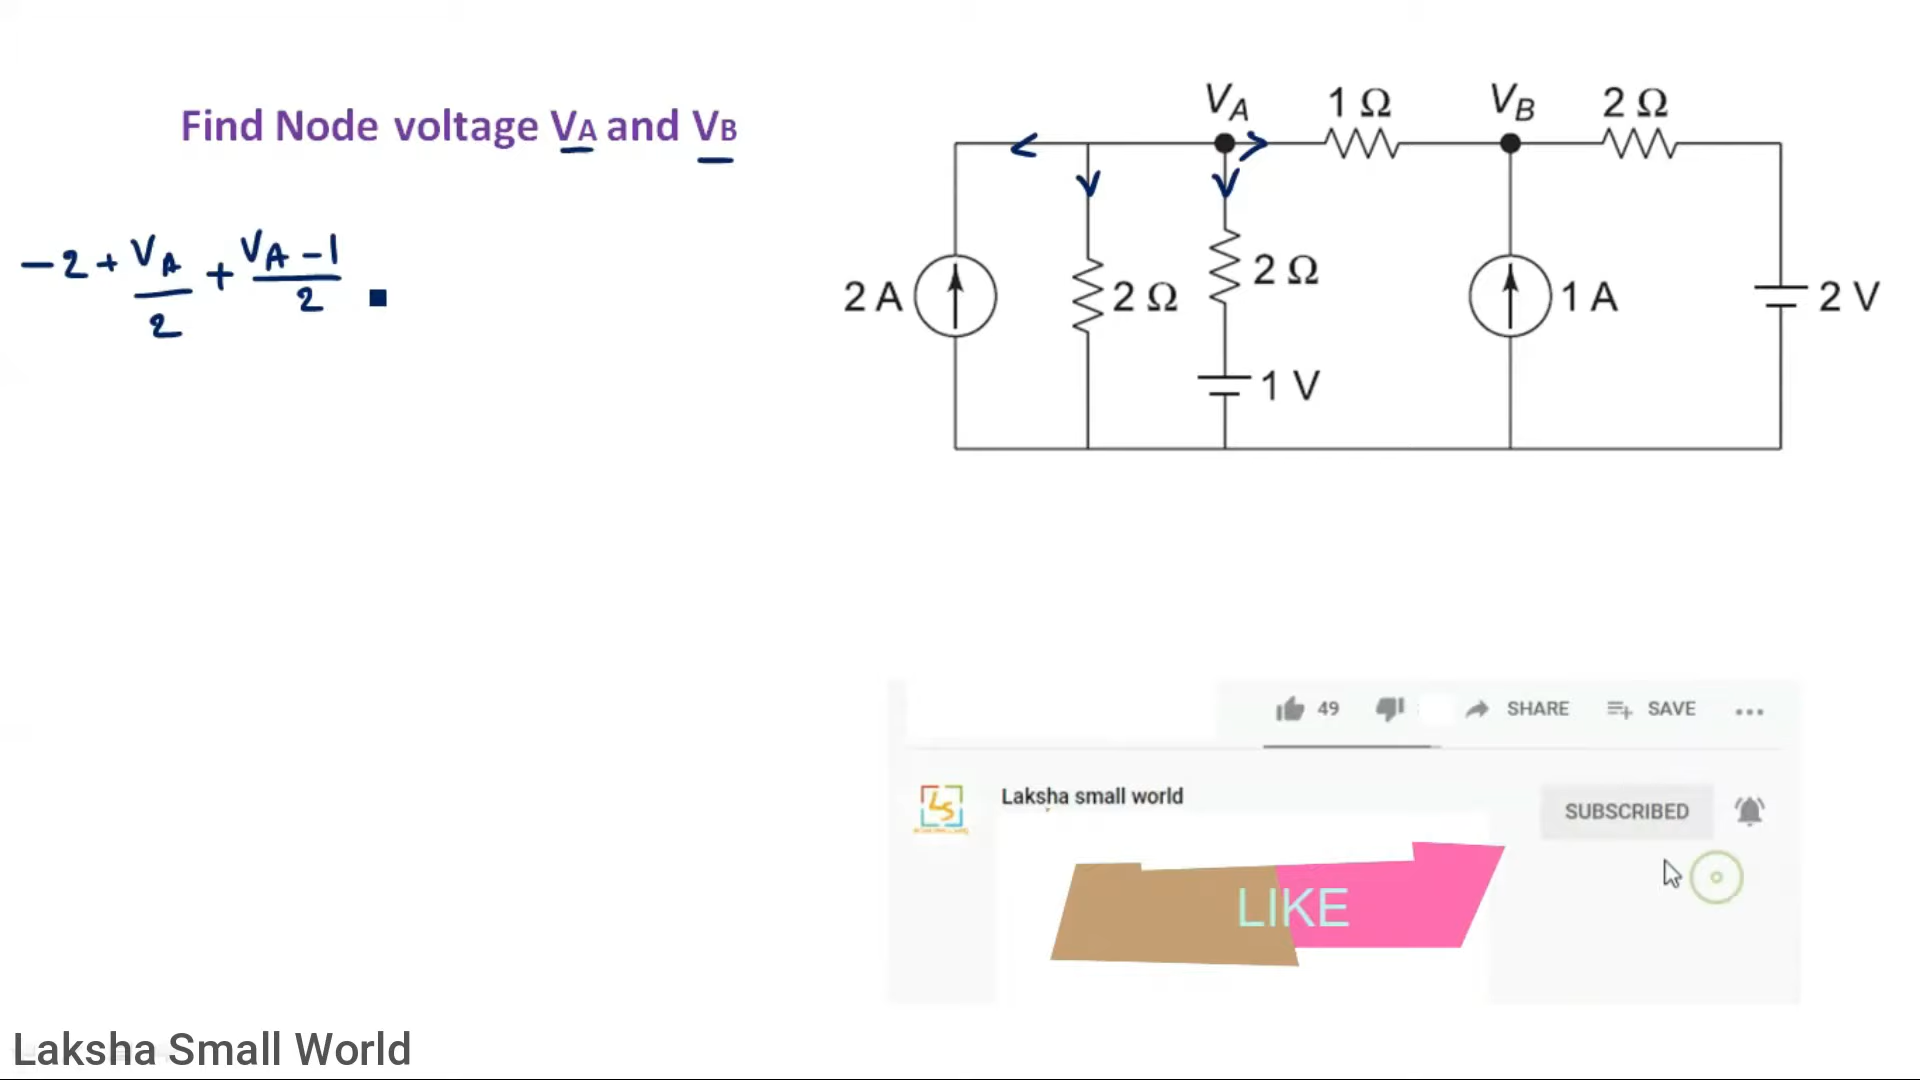 Find Node voltage VA and VB
-2 + VA/2 + VA-1/2
VA 1 Ω VB 2 Ω
2 A 2 Ω 2 Ω 1 A 2 V
1 V
49 SHARE SAVE
Laksha small world
SUBSCRIBED
LIKE
Laksha Small World